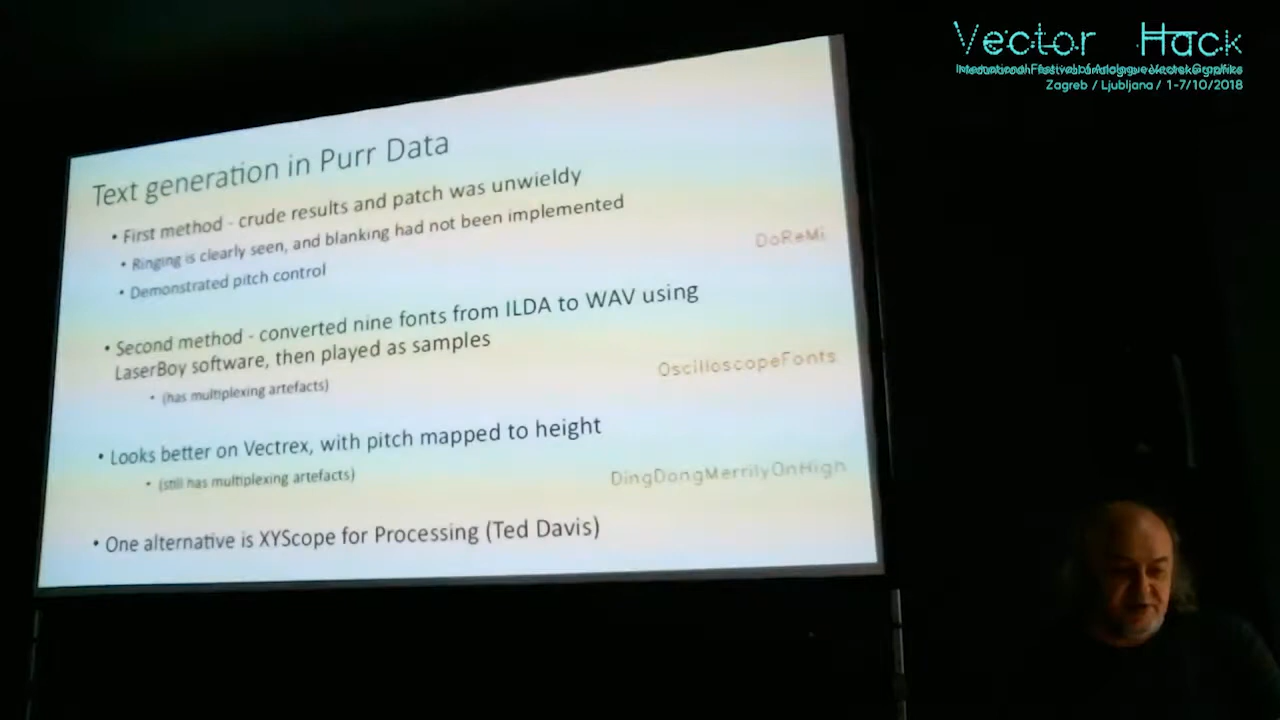 Vector Hack
Zagreb / Ljubljana / 1-7/10/2018
Text generation in Purr Data
• First method - crude results and patch was unwieldy
• Ringing is clearly seen, and blanking had not been implemented
• Demonstrated pitch control
DoReMi
• Second method - converted nine fonts from ILDA to WAV using
LaserBoy software, then played as samples
• (has multiplexing artefacts)
OscilloscopeFonts
• Looks better on Vectrex, with pitch mapped to height
• (still has multiplexing artefacts)
DingDongMerrilyOnHigh
• One alternative is XYScope for Processing (Ted Davis)